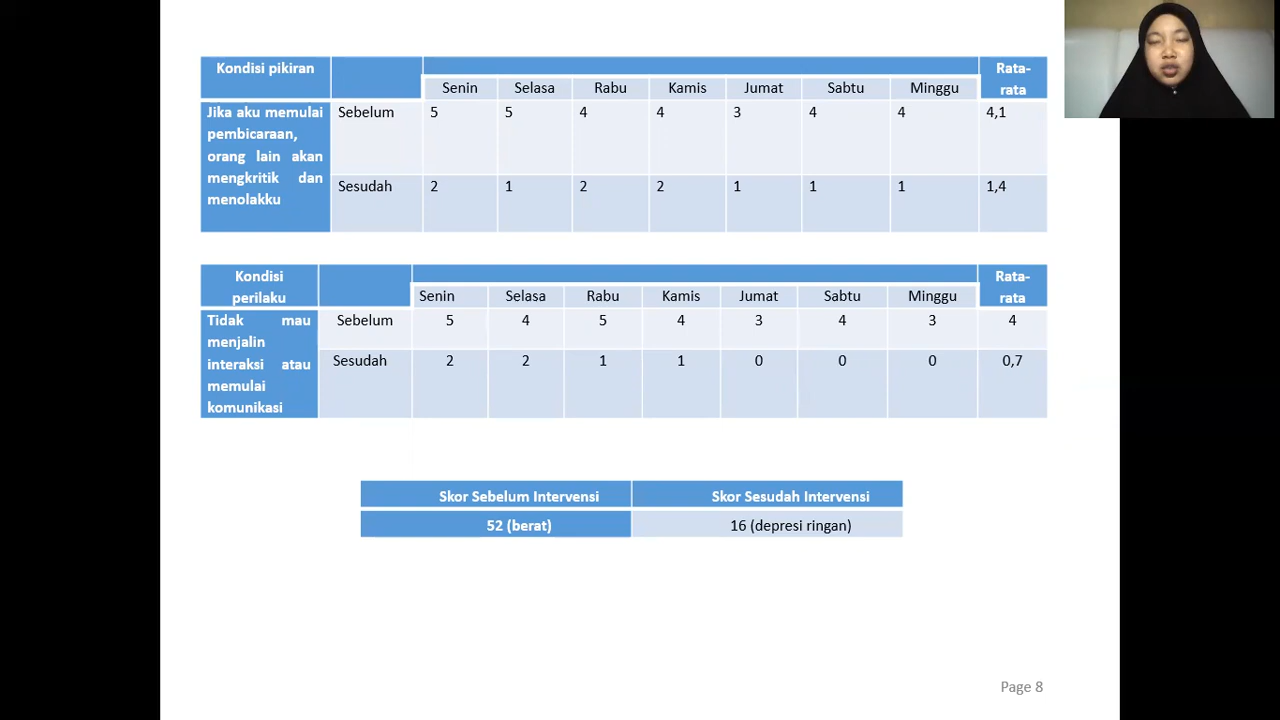 Kondisi pikiran Rata-
rata
Senin Selasa Rabu Kamis Jumat Sabtu Minggu
Jika aku memulai Sebelum 5 5 4 4 3 4 4 4,1
pembicaraan,
orang lain akan
mengkritik dan Sesudah 2 1 2 2 1 1 1 1,4
menolakku
Kondisi Rata-
perilaku rata
Senin Selasa Rabu Kamis Jumat Sabtu Minggu
Tidak mau Sebelum 5 4 5 4 3 4 3 4
menjalin
interaksi atau Sesudah 2 2 1 1 0 0 0 0,7
memulai
komunikasi
Skor Sebelum Intervensi Skor Sesudah Intervensi
52 (berat) 16 (depresi ringan)
Page 8